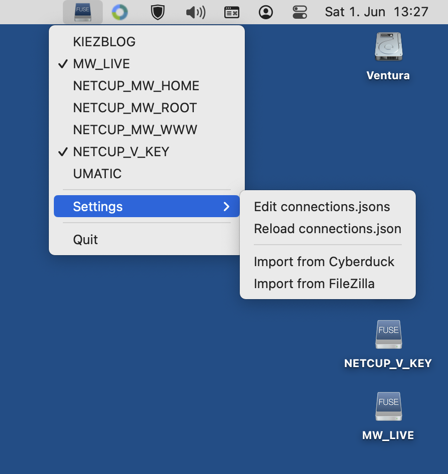 FUSE
Sat 1. Jun 13:27
KIEZBLOG
✓ MW_LIVE
NETCUP_MW_HOME
NETCUP_MW_ROOT
NETCUP_MW_WWW
✓ NETCUP_V_KEY
UMATIC
Settings
Quit
Edit connections.jsons
Reload connections.json
Import from Cyberduck
Import from FileZilla
Ventura
FUSE
NETCUP_V_KEY
FUSE
MW_LIVE